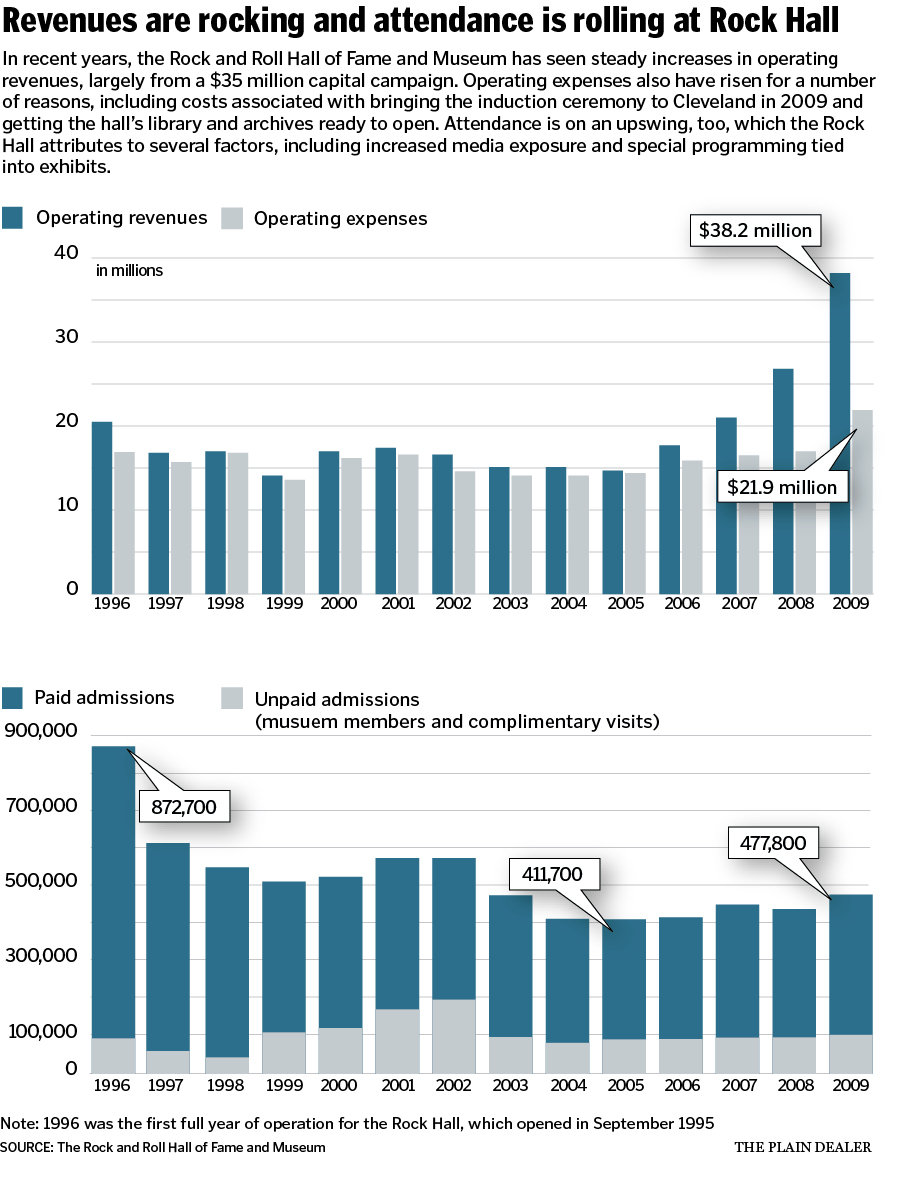 Revenues are rocking and attendance is rolling at Rock Hall
In recent years, the Rock and Roll Hall of Fame and Museum has seen steady increases in operating
revenues, largely from a $35 million capital campaign. Operating expenses also have risen for a number
of reasons, including costs associated with bringing the induction ceremony to Cleveland in 2009 and
getting the hall's library and archives ready to open. Attendance is on an upswing, too, which the Rock
Hall attributes to several factors, including increased media exposure and special programming tied
into exhibits.
Operating revenues Operating expenses
$38.2 million
40
in millions
30
20
$21.9 million
10
0
1996 1997 1998 1999 2000 2001 2002 2003 2004 2005 2006 2007 2008 2009
Paid admissions Unpaid admissions
(musuem members and complimentary visits)
900,000
872,700
700,000
477,800
411,700
500,000
300,000
100,000
0
1996 1997 1998 1999 2000 2001 2002 2003 2004 2005 2006 2007 2008 2009
Note: 1996 was the first full year of operation for the Rock Hall, which opened in September 1995
SOURCE: The Rock and Roll Hall of Fame and Museum THE PLAIN DEALER